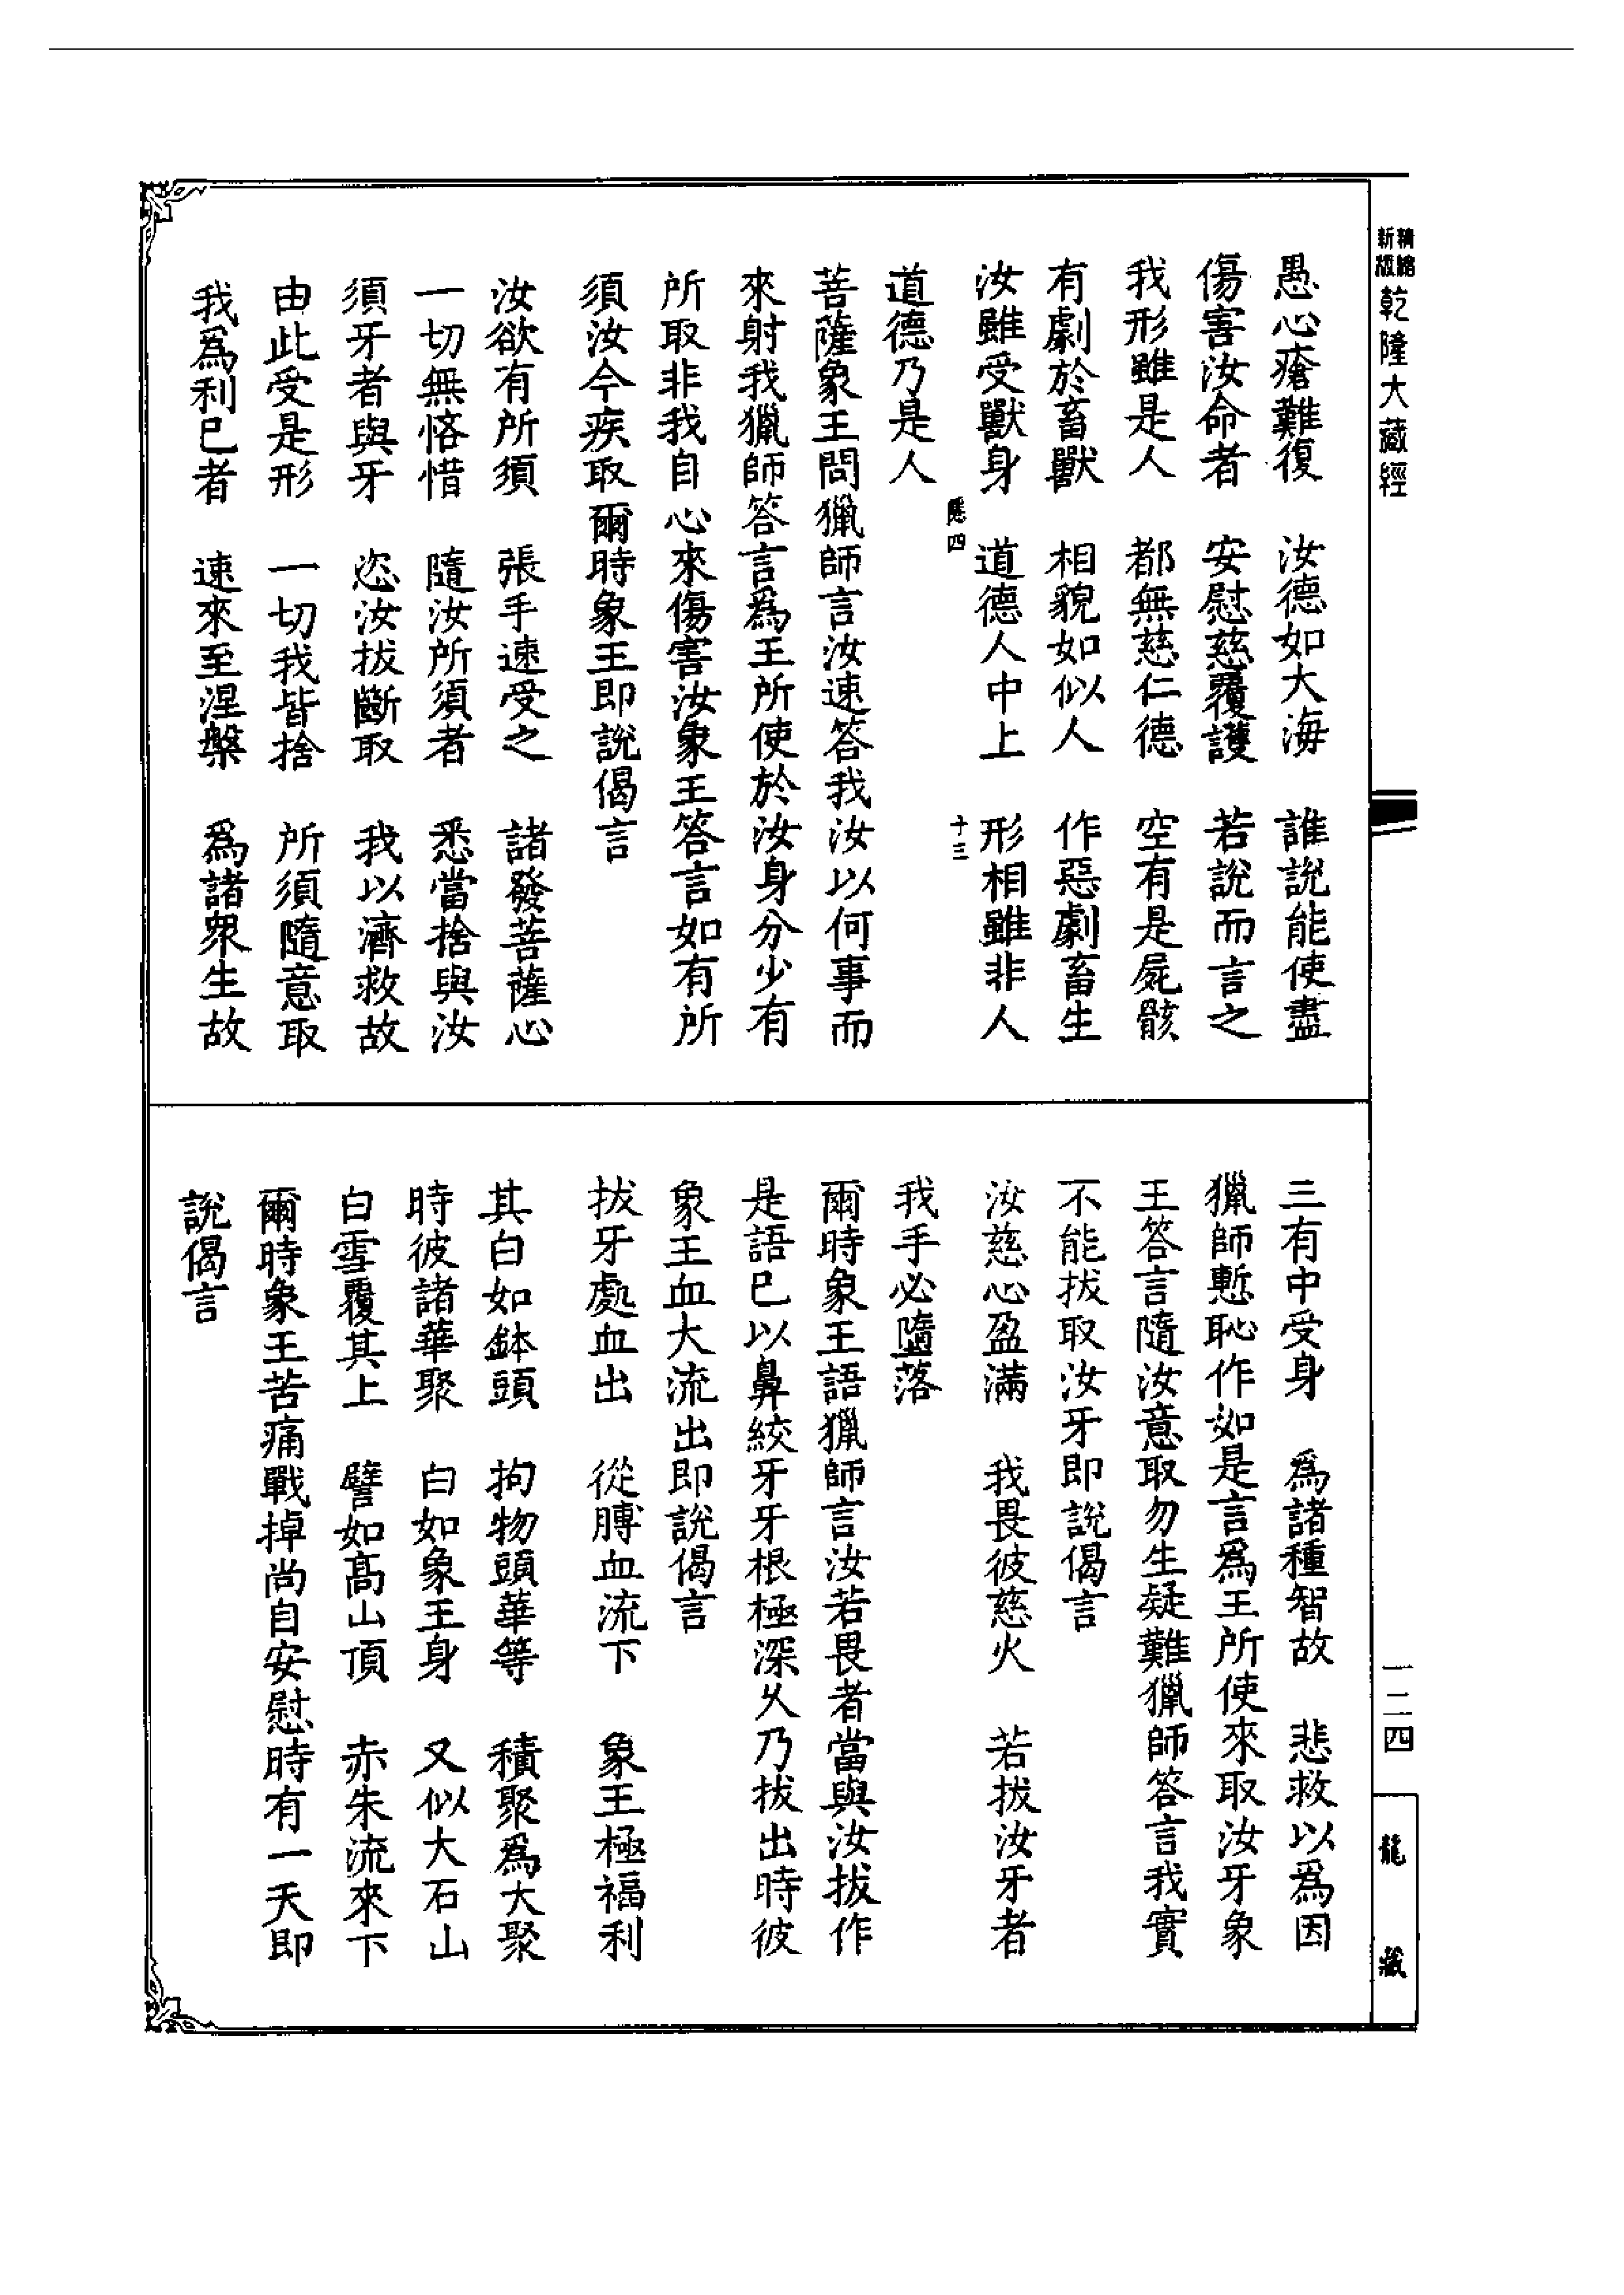 精縮新版乾隆大藏經
愚心瘡難復　汝德如大海　誰說能使盡
傷害汝命者　安慰慈覆護　若說而言之
我形雖是人　都無慈仁德　空有是屍骸
有劇於畜獸　相貌如似人　作惡劇畜生
汝雖受獸身　道德人中上　形相雖非人
十三
道德乃是人
菩薩象王問獵師言汝速答我汝以何事而
來射我獵師答言爲王所使於汝身分少有
所取非我自心來傷害汝象王答言如有所
須汝今疾取爾時象王即說偈言
汝欲有所須　張手速受之　諸發菩薩心
一切無悋惜　隨汝所須者　悉當捨與汝
須牙者與牙　恣汝拔斷取　我以濟救故
由此受是形　一切我皆捨　所須隨意取
我爲利巳者　速來至涅槃　爲諸衆生故
三有中受身　爲諸種智故　悲救以爲因
獵師慙恥作如是言爲王所使來取汝牙象
王答言隨汝意取勿生疑難獵師答言我實
不能拔取汝牙即說偈言
汝慈心盈滿　我畏彼慈火　若拔汝牙者
我手必墮落
爾時象王語獵師言汝若畏者當與汝拔作
是語巳以鼻絞牙牙根極深久乃拔出時彼
象王血大流出即說偈言
拔牙處血出　從膞血流下　象王極福利
其白如鉢頭　拘物頭華等　積聚爲大聚
時彼諸華聚　白如象王身　又似大石山
白雪覆其上　譬如高山頂　赤朱流來下
爾時象王苦痛戰掉尚自安慰時有一天即
說偈言
一二四
龍藏